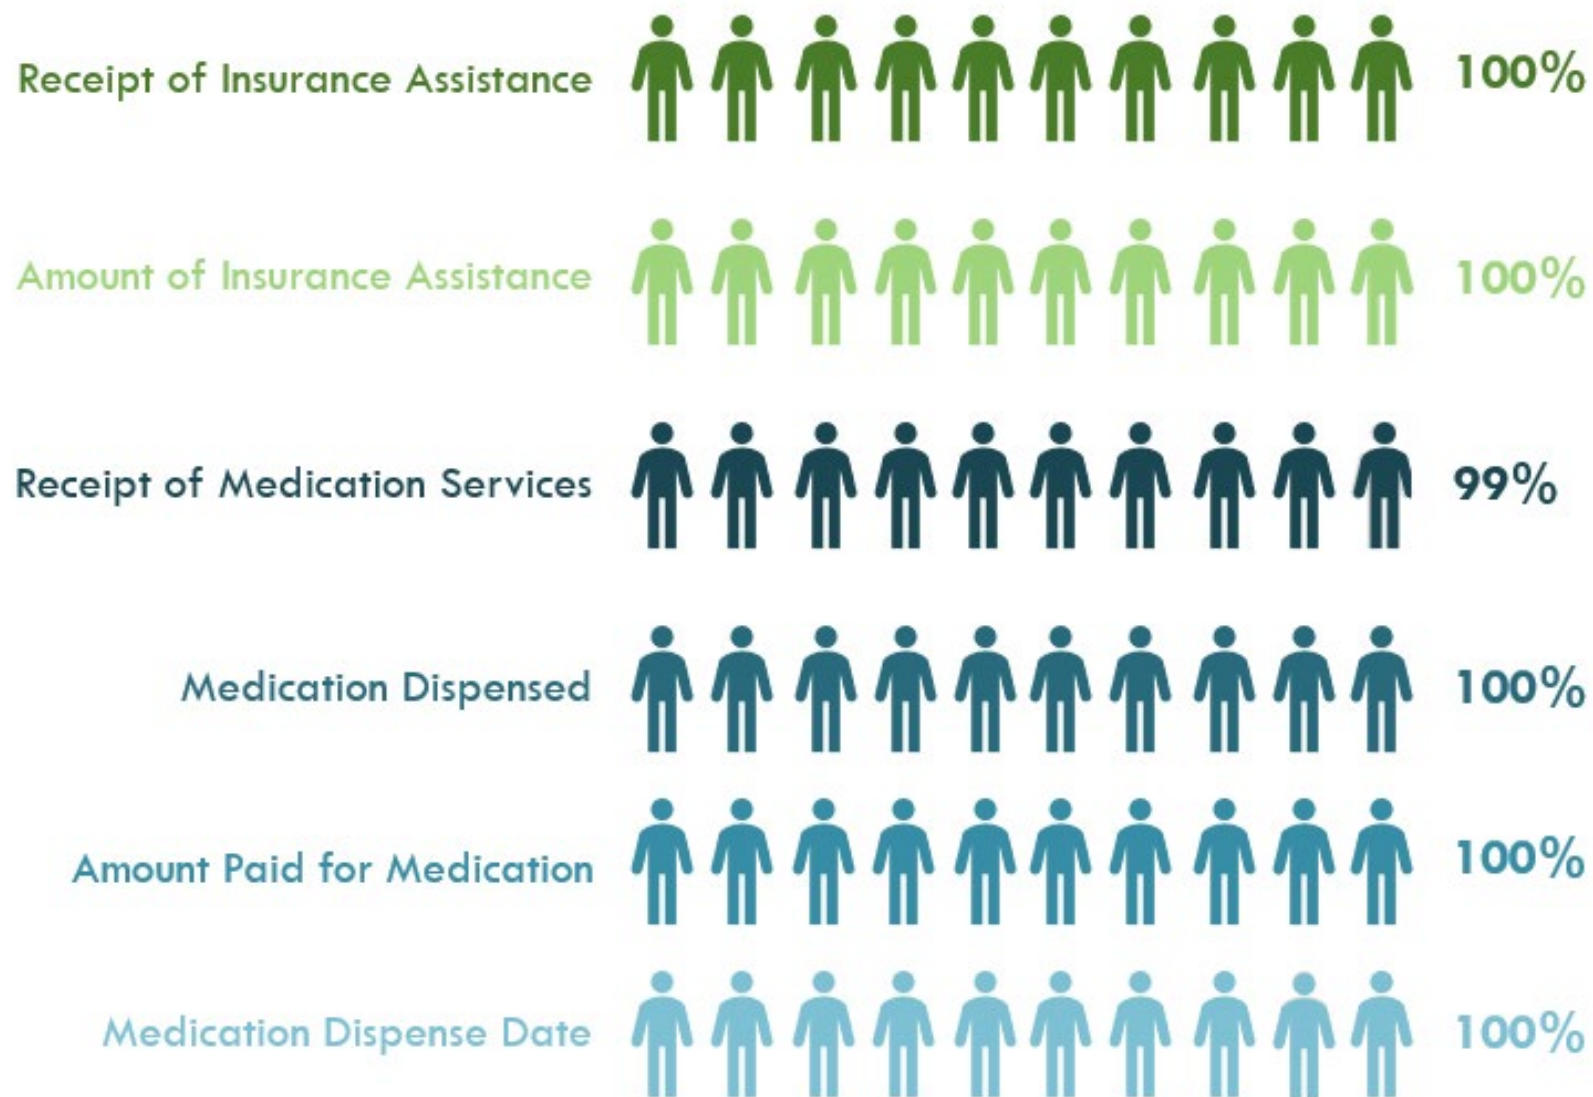 Receipt of Insurance Assistance 100%
Amount of Insurance Assistance 100%
Receipt of Medication Services 99%
Medication Dispensed 100%
Amount Paid for Medication 100%
Medication Dispense Date 100%